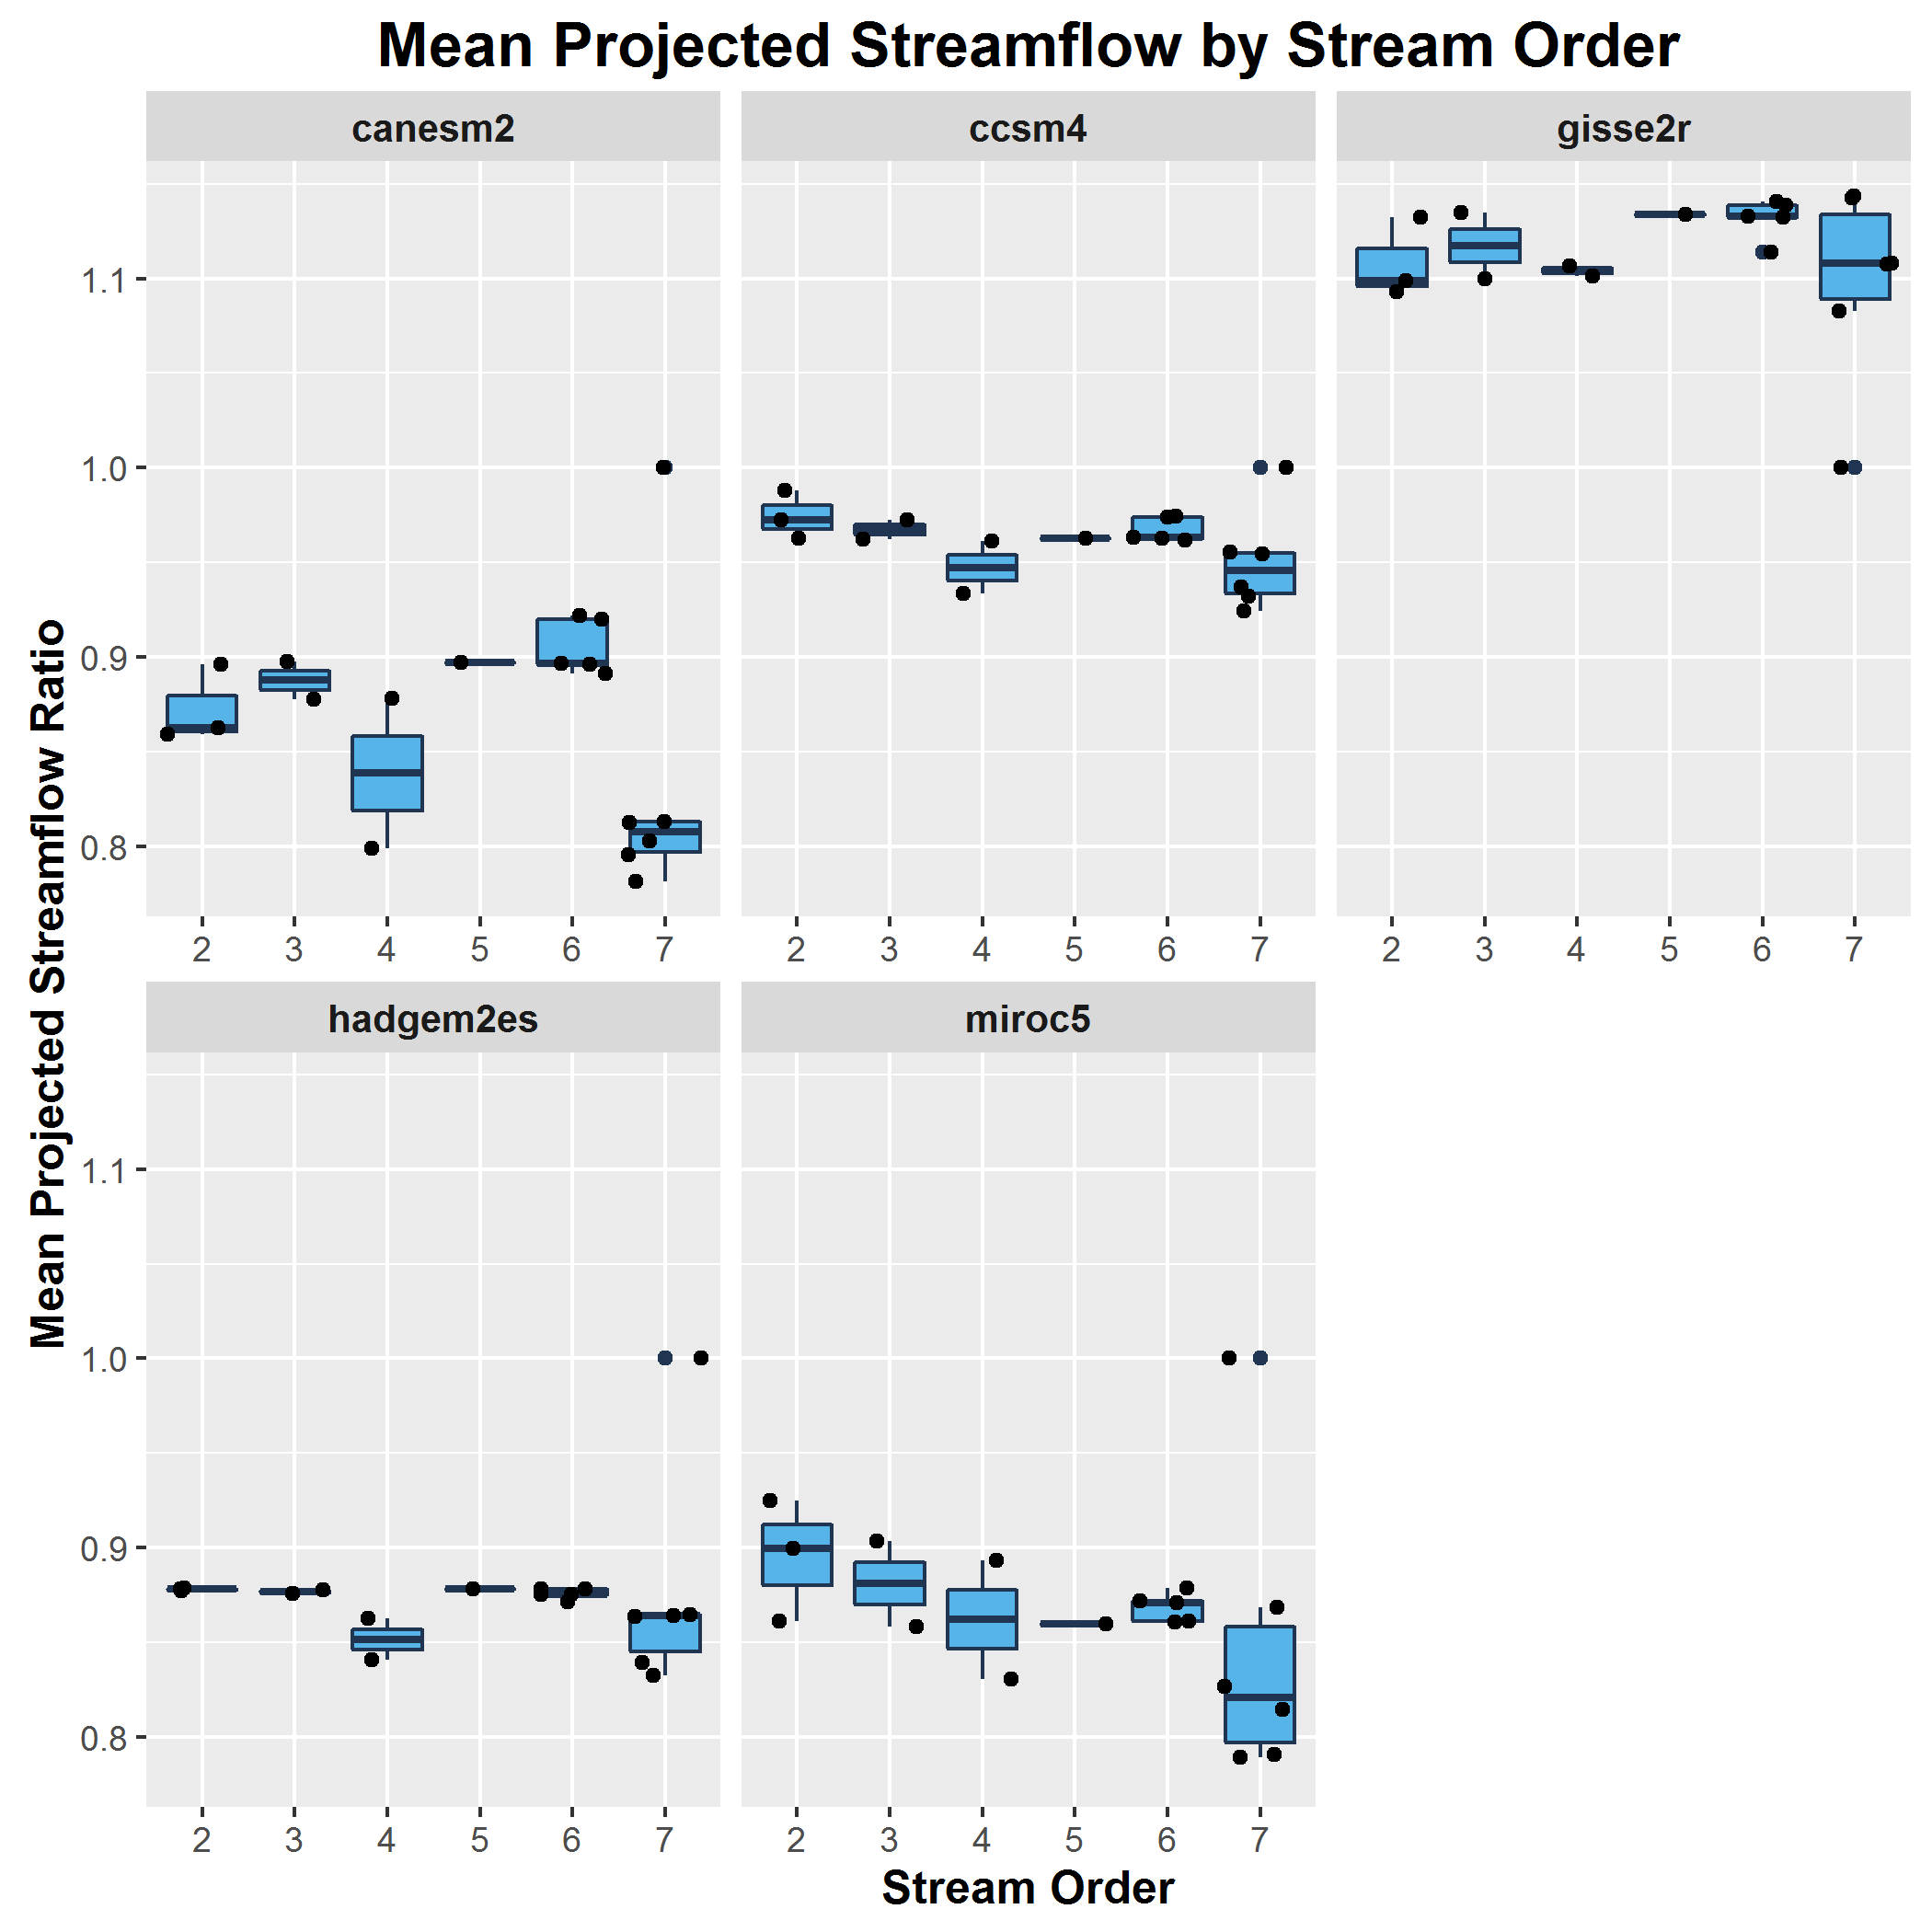 Mean Projected Streamflow by Stream Order
canesm2 ccsm4 gisse2r
Mean Projected Streamflow Ratio
1.1
1.0
0.9
0.8
2 3 4 5 6 7 2 3 4 5 6 7 2 3 4 5 6 7
hadgem2es miroc5
1.1
1.0
0.9
0.8
2 3 4 5 6 7 2 3 4 5 6 7
Stream Order